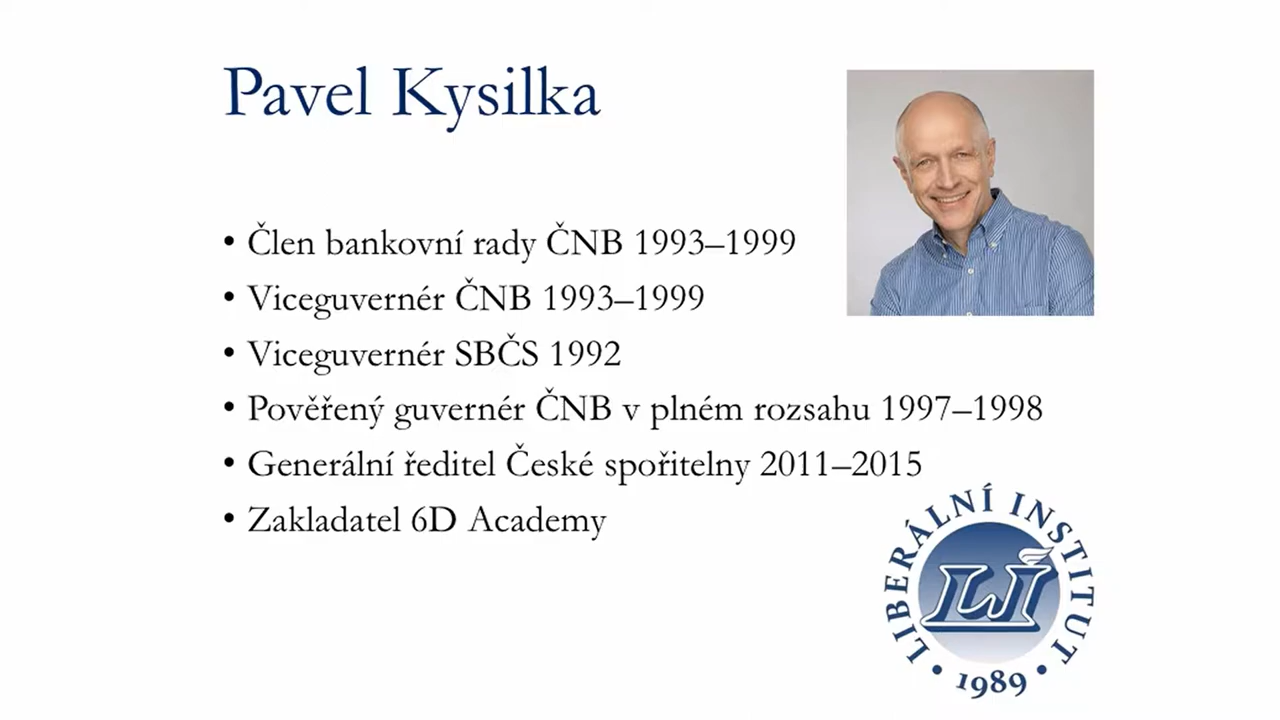 Pavel Kysilka
• Člen bankovní rady ČNB 1993–1999
• Viceguvernér ČNB 1993–1999
• Viceguvernér SBČS 1992
• Pověřený guvernér ČNB v plném rozsahu 1997–1998
• Generální ředitel České spořitelny 2011–2015
• Zakladatel 6D Academy
LIBERÁLNÍ INSTITUT
LÍ
• 1989 •